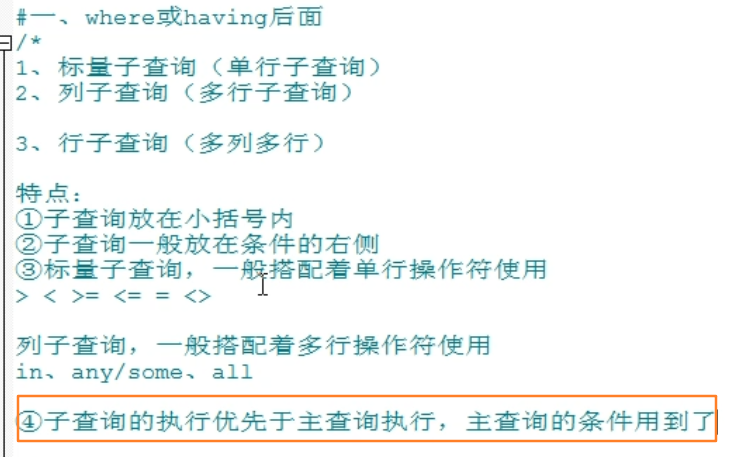 #一、where或having后面
/*
1、标量子查询（单行子查询）
2、列子查询（多行子查询）
3、行子查询（多列多行）
特点：
①子查询放在小括号内
②子查询一般放在条件的右侧
③标量子查询，一般搭配着单行操作符使用
> < >= <= = <>
列子查询，一般搭配着多行操作符使用
in、any/some、all
④子查询的执行优先于主查询执行，主查询的条件用到了